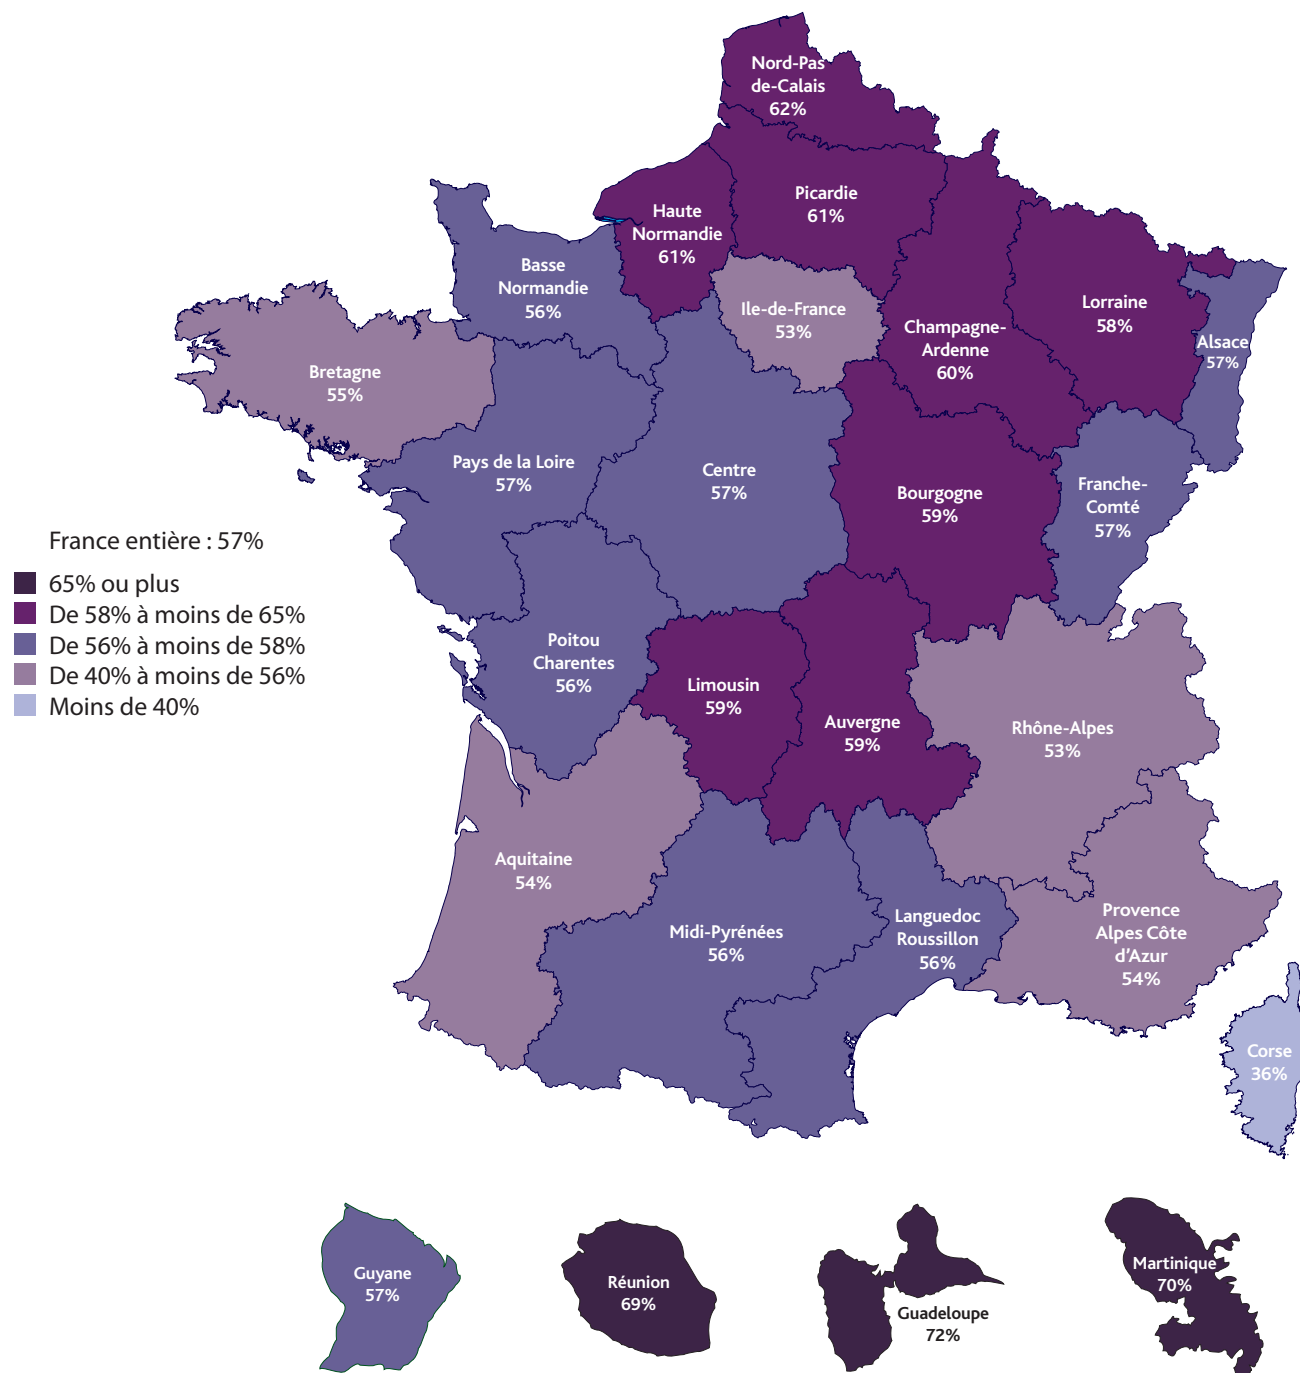 Nord-Pas
de-Calais
62%
Picardie
61%
Haute
Normandie
61%
Basse
Normandie
56%
Ile-de-France
53%
Champagne-
Ardenne
60%
Lorraine
58%
Alsace
57%
Bretagne
55%
Pays de la Loire
57%
Centre
57%
Bourgogne
59%
Franche-
Comté
57%
France entière : 57%
65% ou plus
De 58% à moins de 65%
De 56% à moins de 58%
De 40% à moins de 56%
Moins de 40%
Poitou
Charentes
56%
Limousin
59%
Auvergne
59%
Rhône-Alpes
53%
Aquitaine
54%
Midi-Pyrénées
56%
Languedoc
Roussillon
56%
Provence
Alpes Côte
d'Azur
54%
Corse
36%
Guyane
57%
Réunion
69%
Guadeloupe
72%
Martinique
70%